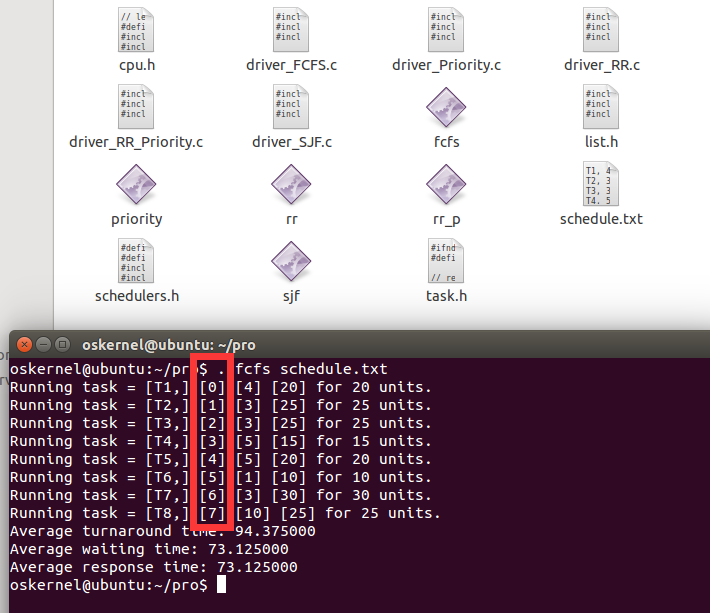 // le
#defi
#incl
#incl
#incl
#incl
#incl
#incl
#incl
#incl
#incl
#incl
#incl
cpu.h
driver_FCFS.c
driver_Priority.c
driver_RR.c
#incl
#incl
#incl
#incl
#incl
#incl
#incl
#incl
#incl
driver_RR_Priority.c
driver_SJF.c
fcfs
list.h
T1, 4
T2, 3
T3, 3
T4, 5
priority
rr
rr_p
schedule.txt
#defi
#defi
#incl
#incl
#ifnd
#defi
// re
schedulers.h
sjf
task.h
oskernel@ubuntu: ~/pro
oskernel@ubuntu:~/pro$ . fcfs schedule.txt
Running task = [T1,] [0] [4] [20] for 20 units.
Running task = [T2,] [1] [3] [25] for 25 units.
Running task = [T3,] [2] [3] [25] for 25 units.
Running task = [T4,] [3] [5] [15] for 15 units.
Running task = [T5,] [4] [5] [20] for 20 units.
Running task = [T6,] [5] [1] [10] for 10 units.
Running task = [T7,] [6] [3] [30] for 30 units.
Running task = [T8,] [7] [10] [25] for 25 units.
Average turnaround time: 94.375000
Average waiting time: 73.125000
Average response time: 73.125000
oskernel@ubuntu:~/pro$